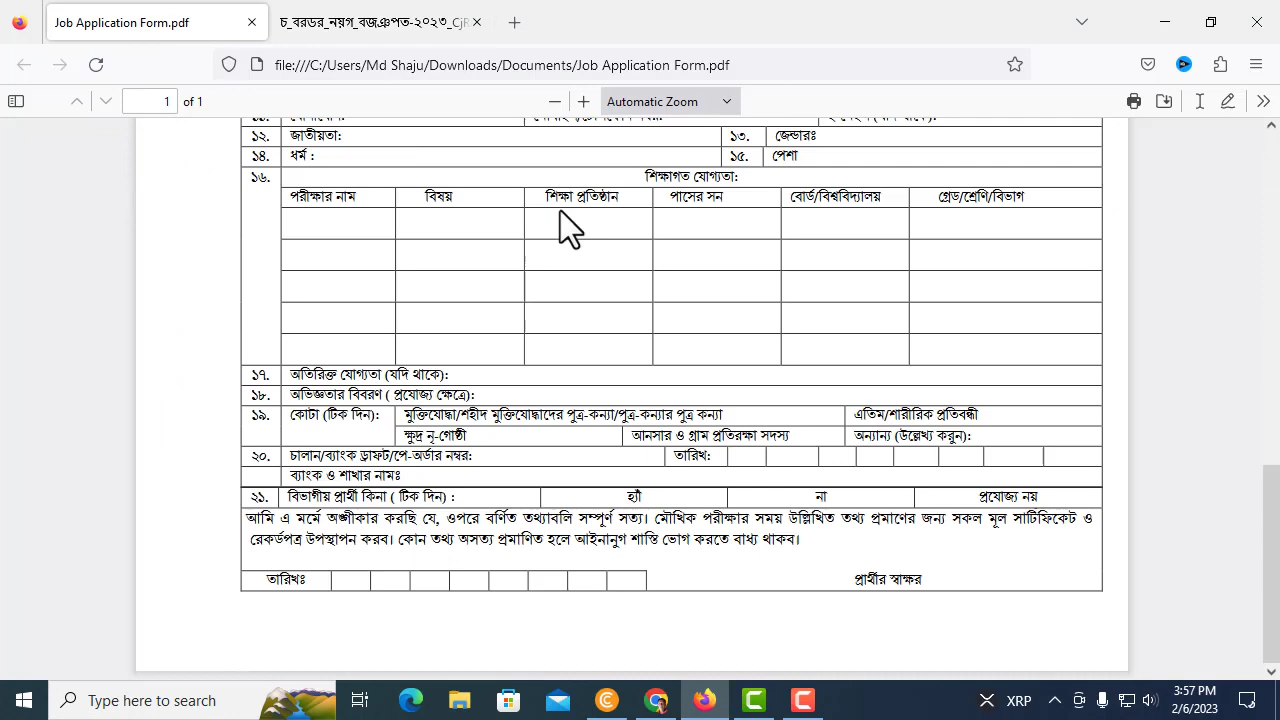 Job Application Form.pdf
চ_বরডর_নয়গ_বজঞপত-২০২৩_CjR
file:///C:/Users/Md Shaju/Downloads/Documents/Job Application Form.pdf
1 of 1
Automatic Zoom
১২. জাতীয়তা: ১৩. জেন্ডারঃ
১৪. ধর্ম : ১৫. পেশা
১৬. শিক্ষাগত যোগ্যতা:
পরীক্ষার নাম বিষয় শিক্ষা প্রতিষ্ঠান পাসের সন বোর্ড/বিশ্ববিদ্যালয় গ্রেড/শ্রেণি/বিভাগ
১৭. অতিরিক্ত যোগ্যতা (যদি থাকে):
১৮. অভিজ্ঞতার বিবরণ ( প্রযোজ্য ক্ষেত্রে):
১৯. কোটা (টিক দিন): মুক্তিযোদ্ধা/শহীদ মুক্তিযোদ্ধাদের পুত্র-কন্যা/পুত্র-কন্যার পুত্র কন্যা এতিম/শারীরিক প্রতিবন্ধী
ক্ষুদ্র নৃ-গোষ্ঠী আনসার ও গ্রাম প্রতিরক্ষা সদস্য অন্যান্য (উল্লেখ্য করুন):
২০. চালান/ব্যাংক ড্রাফট/পে-অর্ডার নম্বর: তারিখ:
ব্যাংক ও শাখার নামঃ
২১. বিভাগীয় প্রার্থী কিনা ( টিক দিন) : হ্যাঁ না প্রযোজ্য নয়
আমি এ মর্মে অঙ্গীকার করছি যে, ওপরে বর্ণিত তথ্যাবলি সম্পূর্ণ সত্য। মৌখিক পরীক্ষার সময় উল্লিখিত তথ্য প্রমাণের জন্য সকল মূল সার্টিফিকেট ও
রেকর্ডপত্র উপস্থাপন করব। কোন তথ্য অসত্য প্রমাণিত হলে আইনানুগ শাস্তি ভোগ করতে বাধ্য থাকব।
তারিখঃ প্রার্থীর স্বাক্ষর
Type here to search
XRP
3:57 PM
2/6/2023